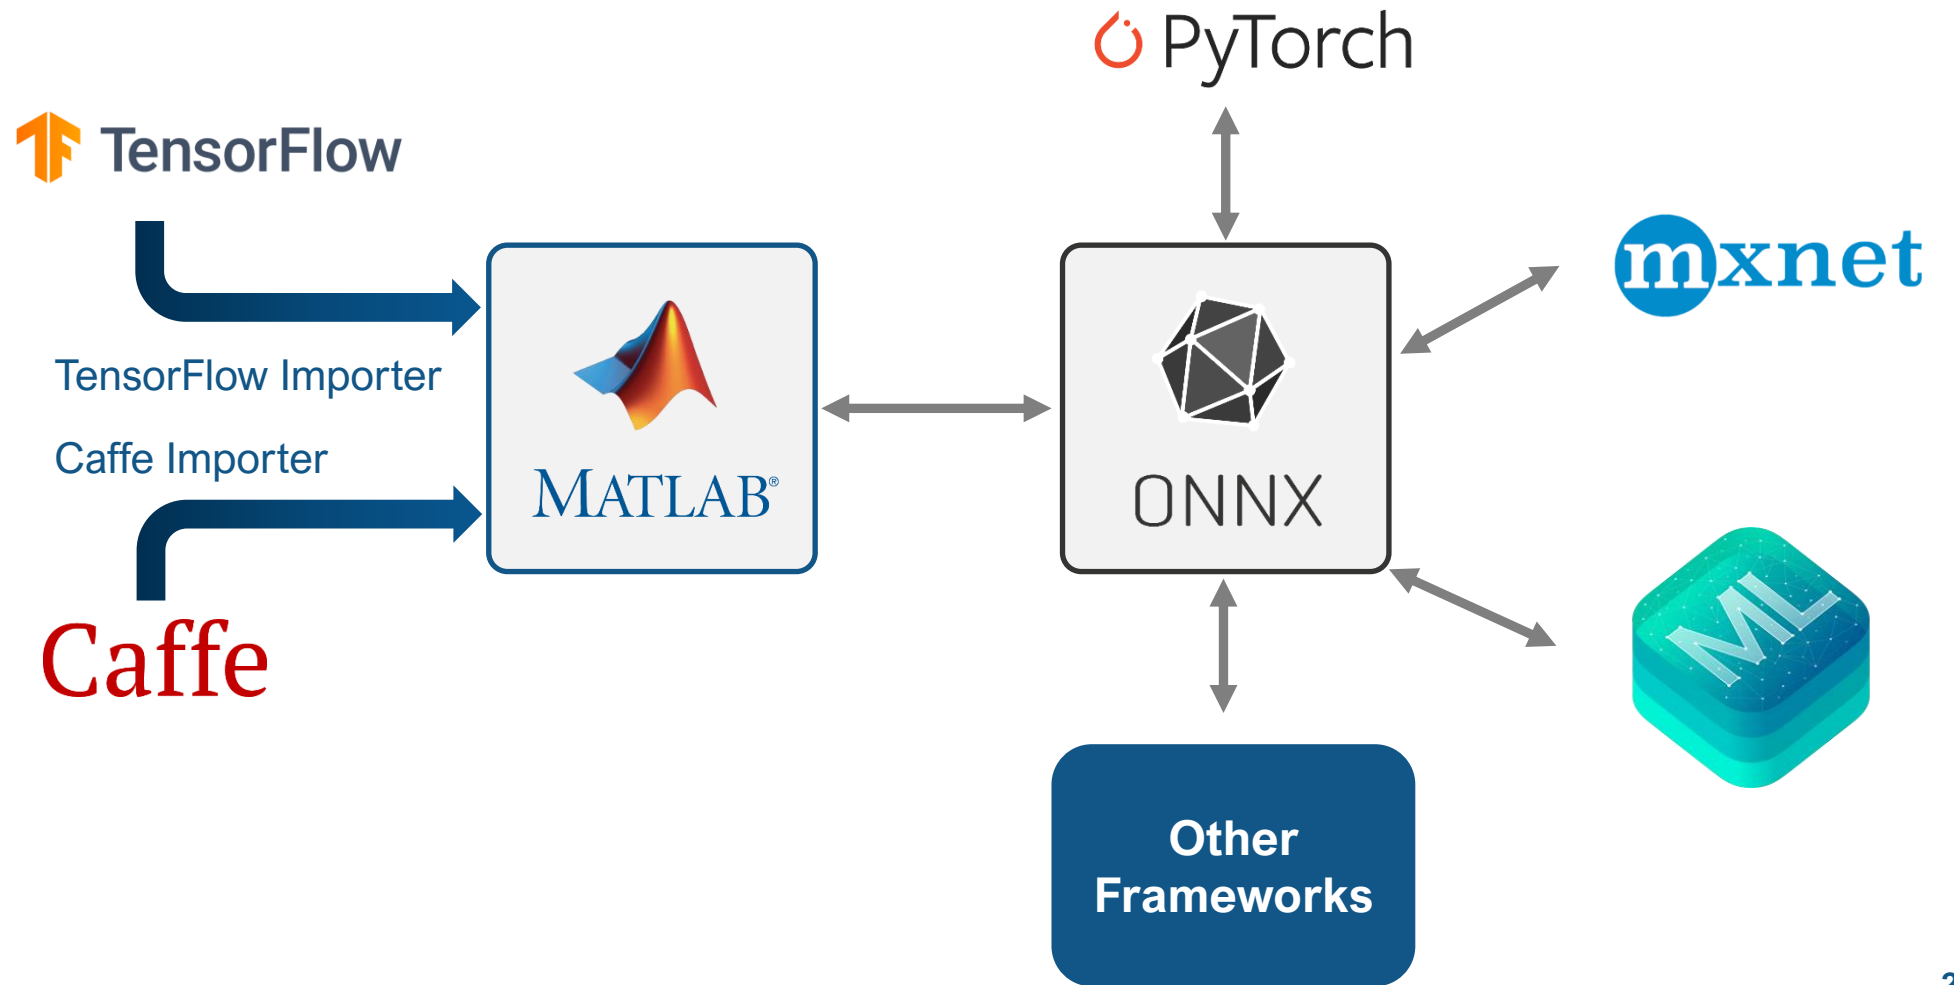 PyTorch
TensorFlow
mxnet
TensorFlow Importer
Caffe Importer
MATLAB®
ONNX
ML
Caffe
Other
Frameworks